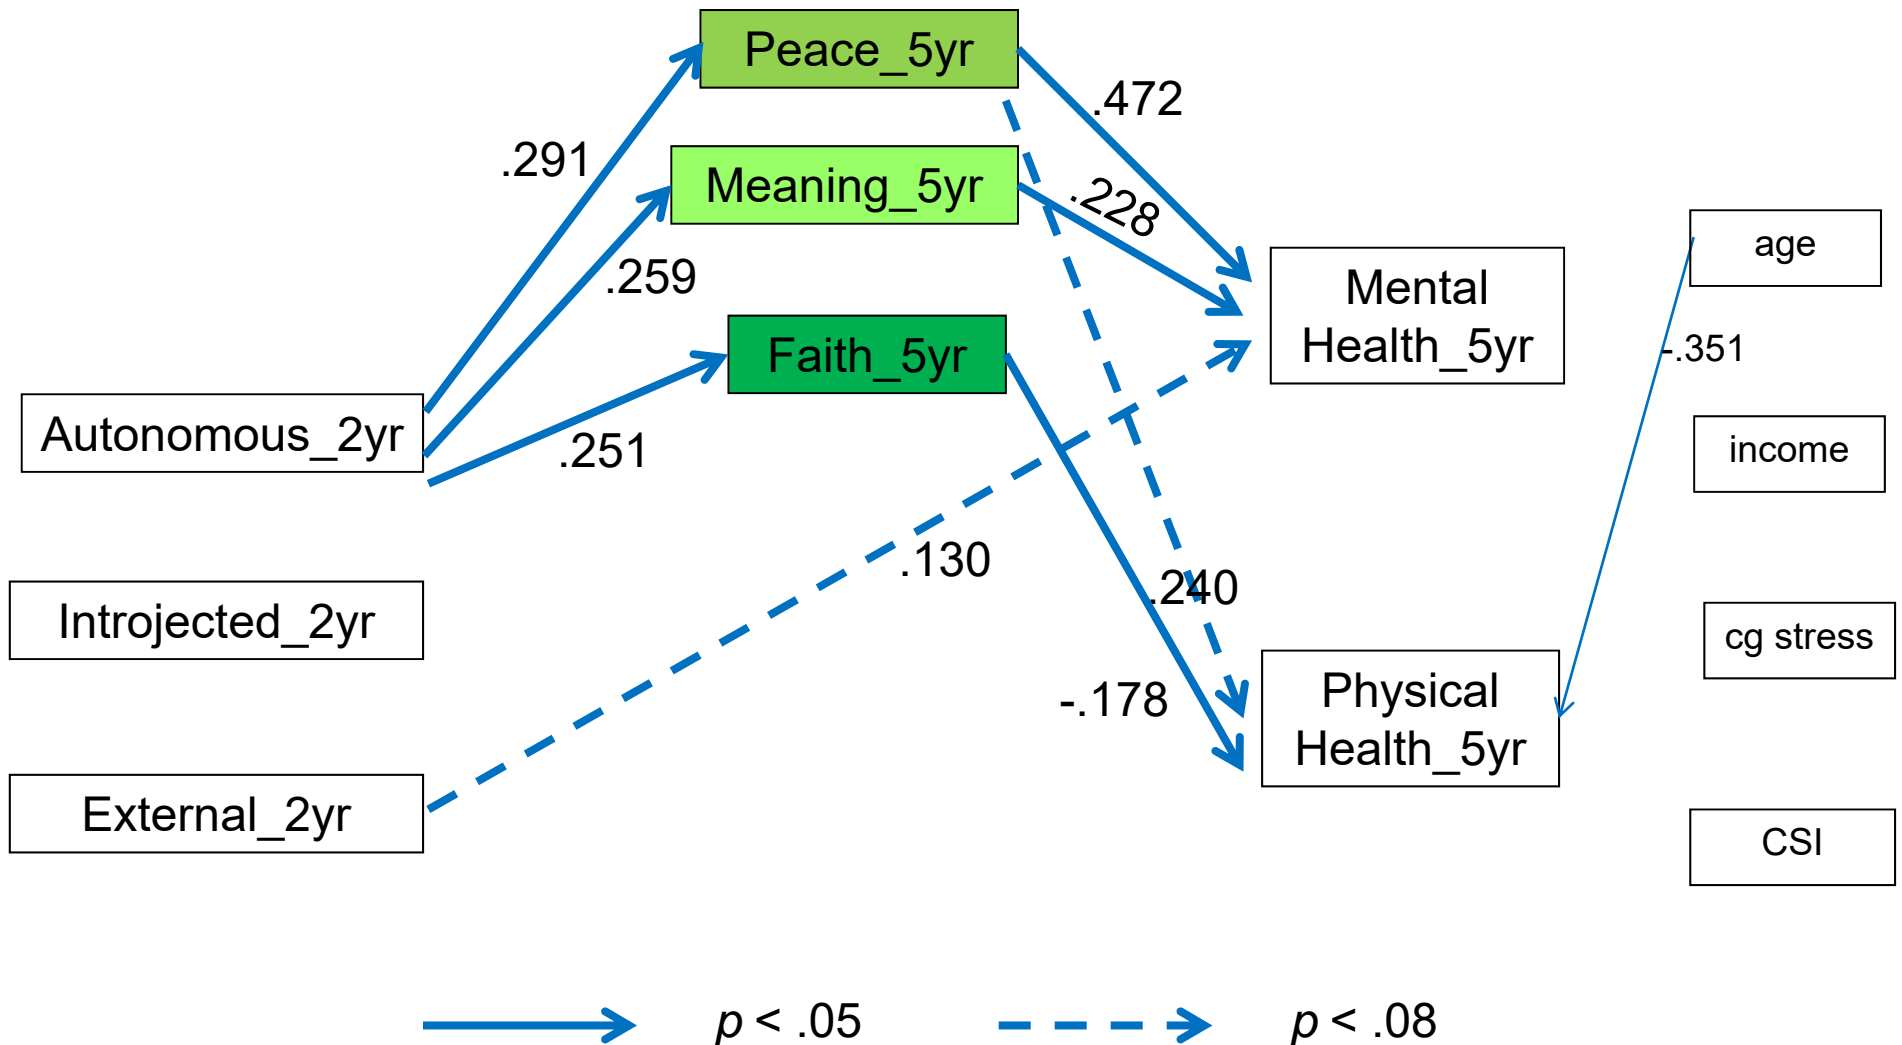 Peace_5yr
.472
.291
Meaning_5yr
.228
age
.259
Mental
Health_5yr
-.351
Faith_5yr
Autonomous_2yr
.251
income
.130
.240
Introjected_2yr
cg stress
-.178
Physical
Health_5yr
External_2yr
CSI
p < .05
p < .08